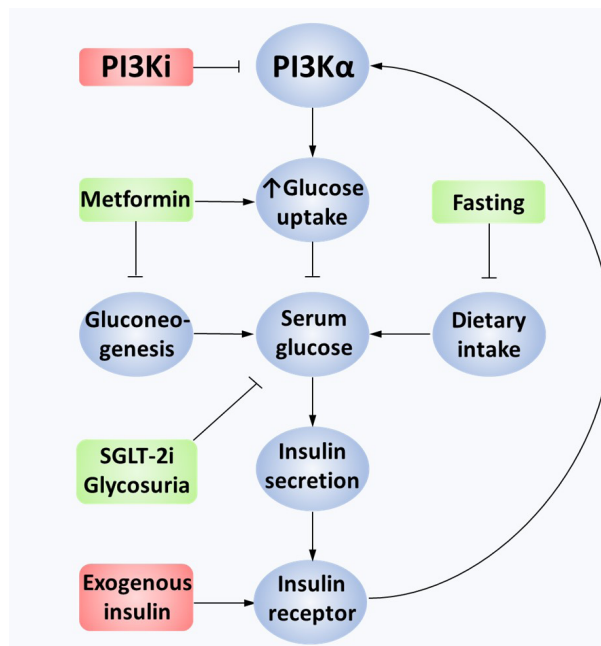 PI3Ki
PI3Kα
Metformin
↑Glucose
uptake
Fasting
Gluconeo-
genesis
Serum
glucose
Dietary
intake
SGLT-2i
Glycosuria
Insulin
secretion
Exogenous
insulin
Insulin
receptor